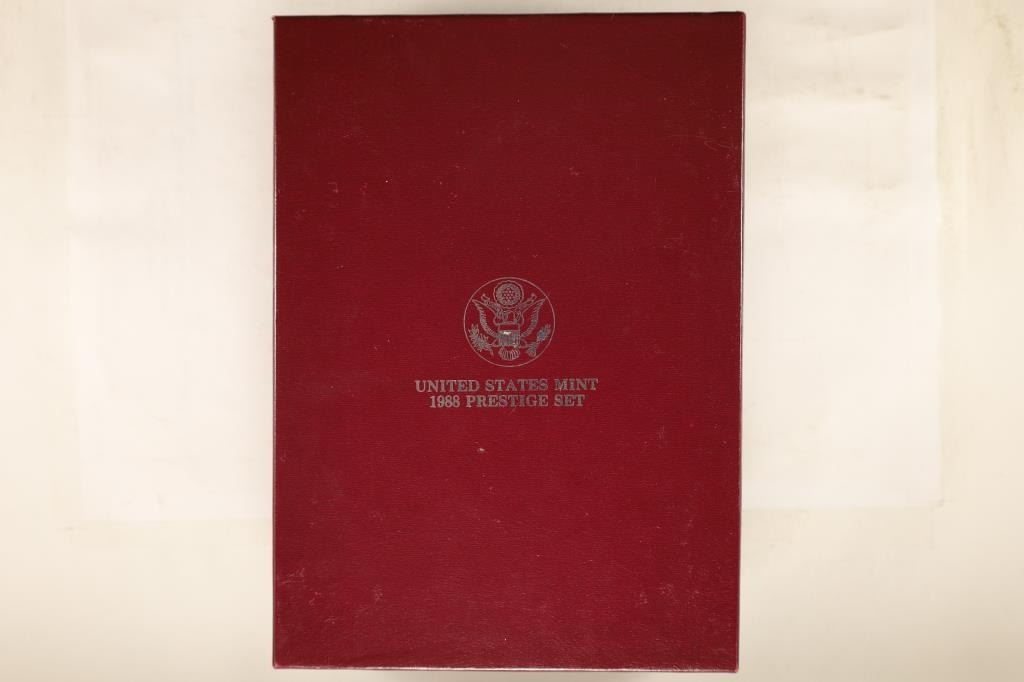 UNITED STATES MINT
1988 PRESTIGE SET